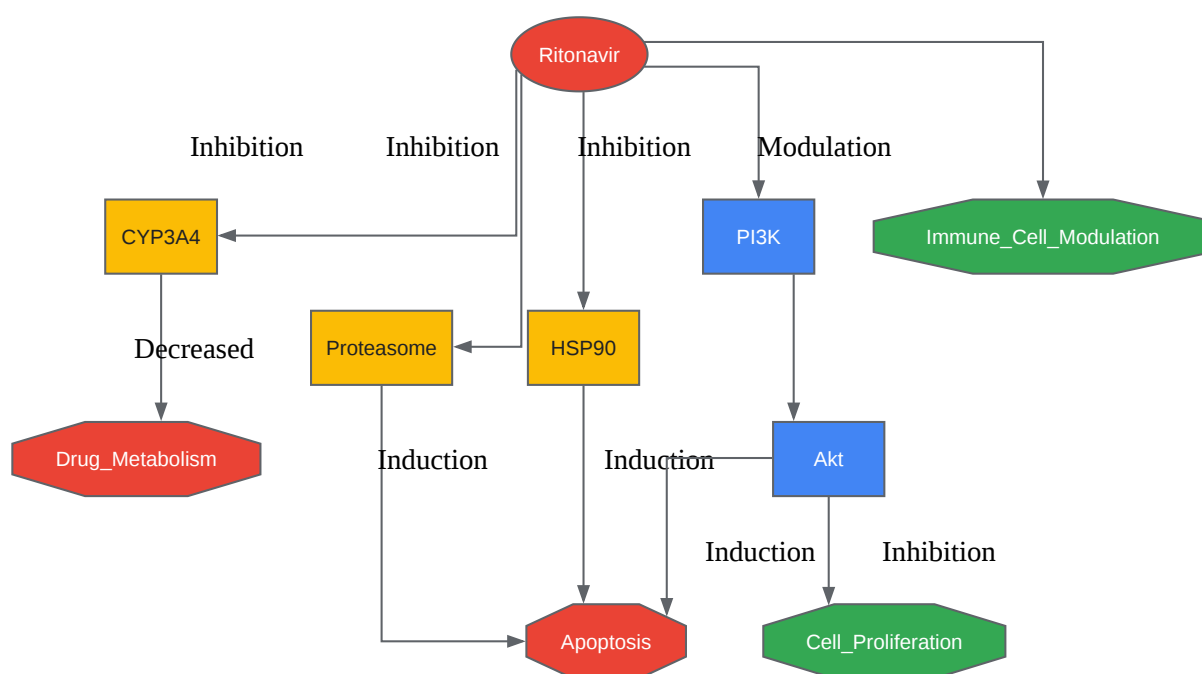 Ritonavir
Inhibition
Inhibition
Inhibition
Modulation
CYP3A4
PI3K
Immune_Cell_Modulation
Decreased
Proteasome
HSP90
Drug_Metabolism
Induction
Induction
Akt
Induction
Inhibition
Apoptosis
Cell_Proliferation